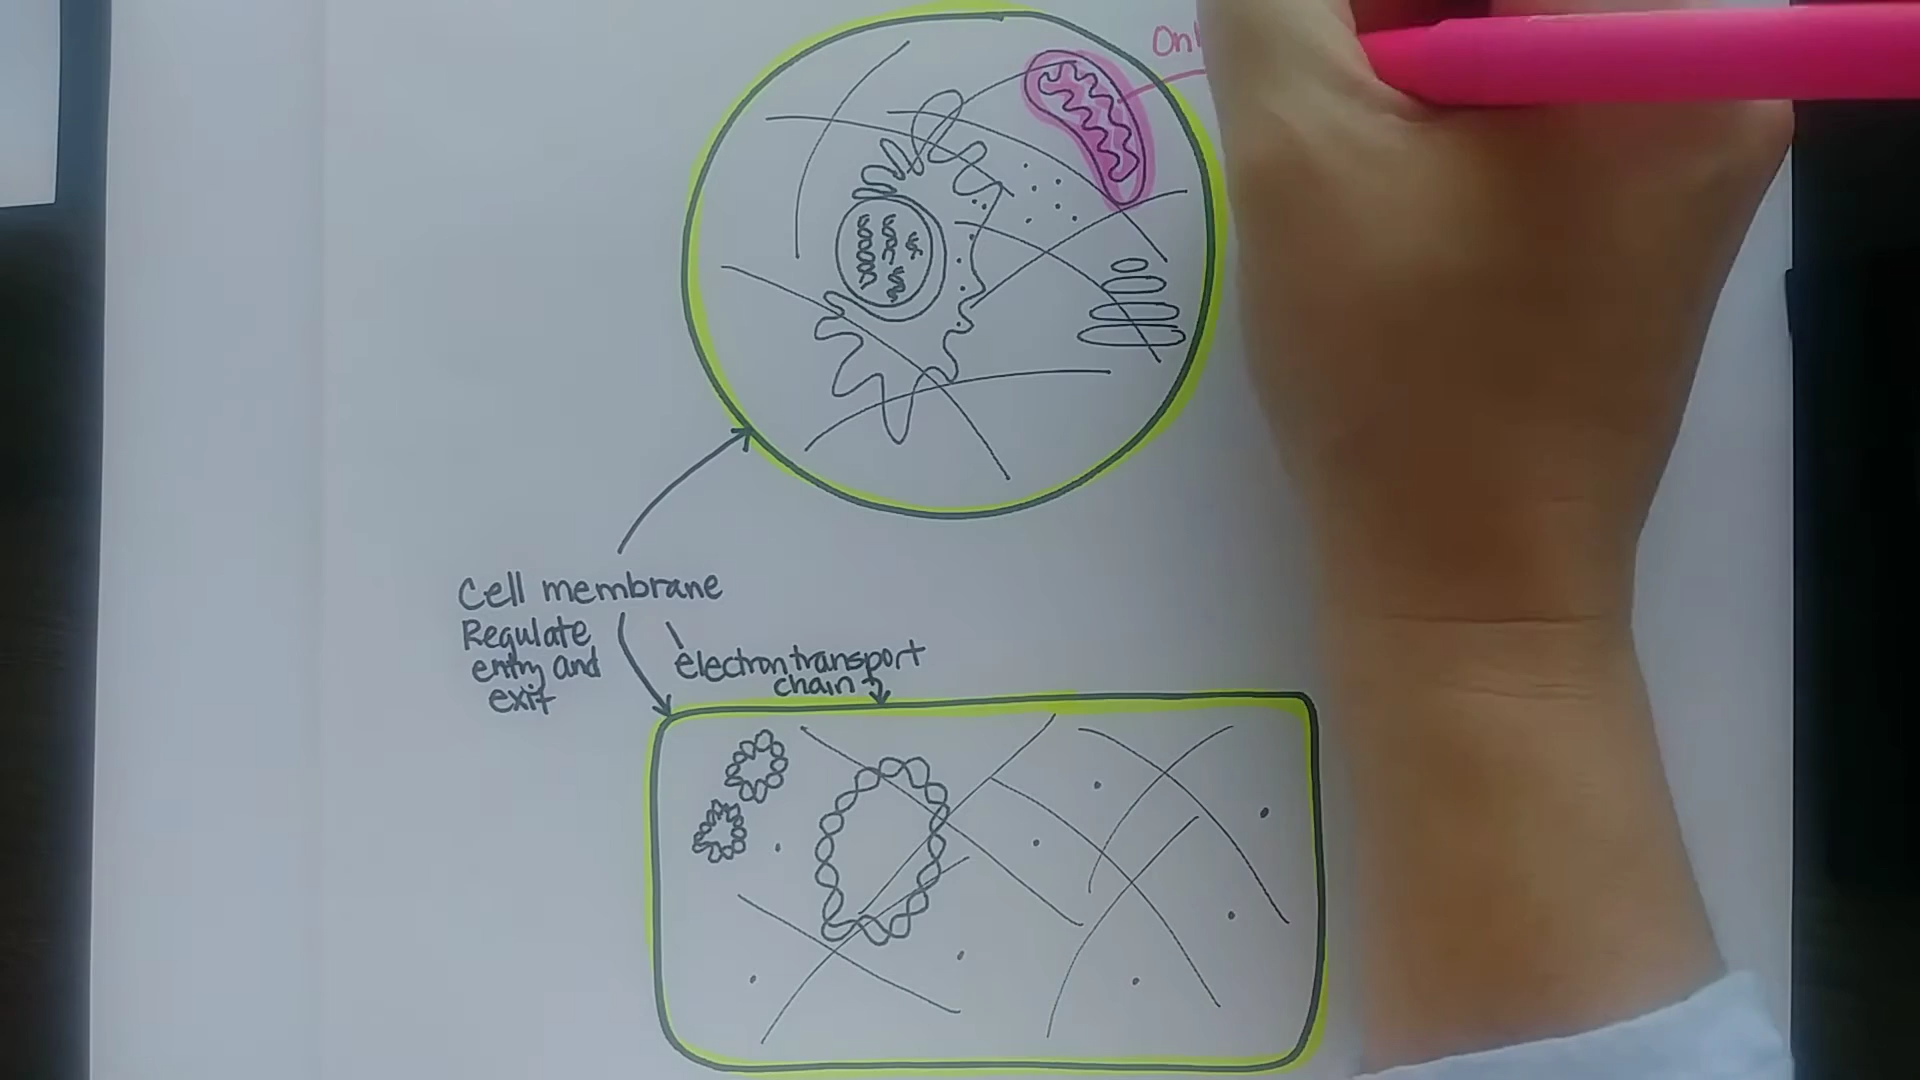 Cell membrane
Regulate
entry and
exit
electron transport
chain